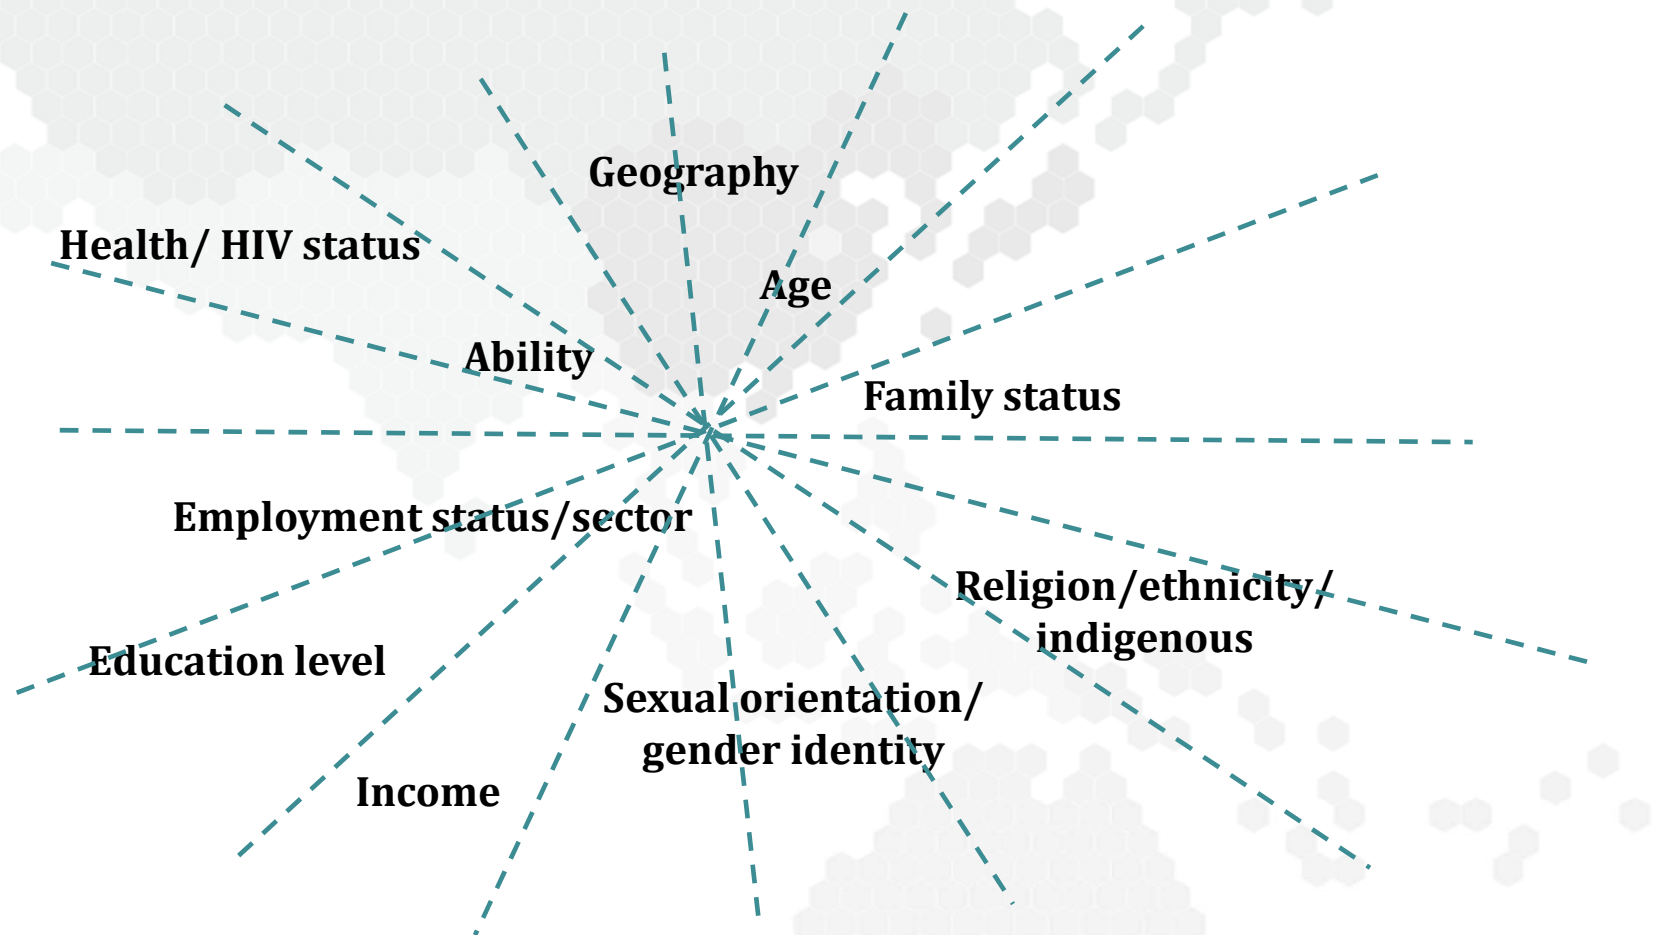 Geography
Health/ HIV status
Age
Ability
Family status
Employment status/sector
Religion/ethnicity/
indigenous
Education level
Sexual orientation/
gender identity
Income